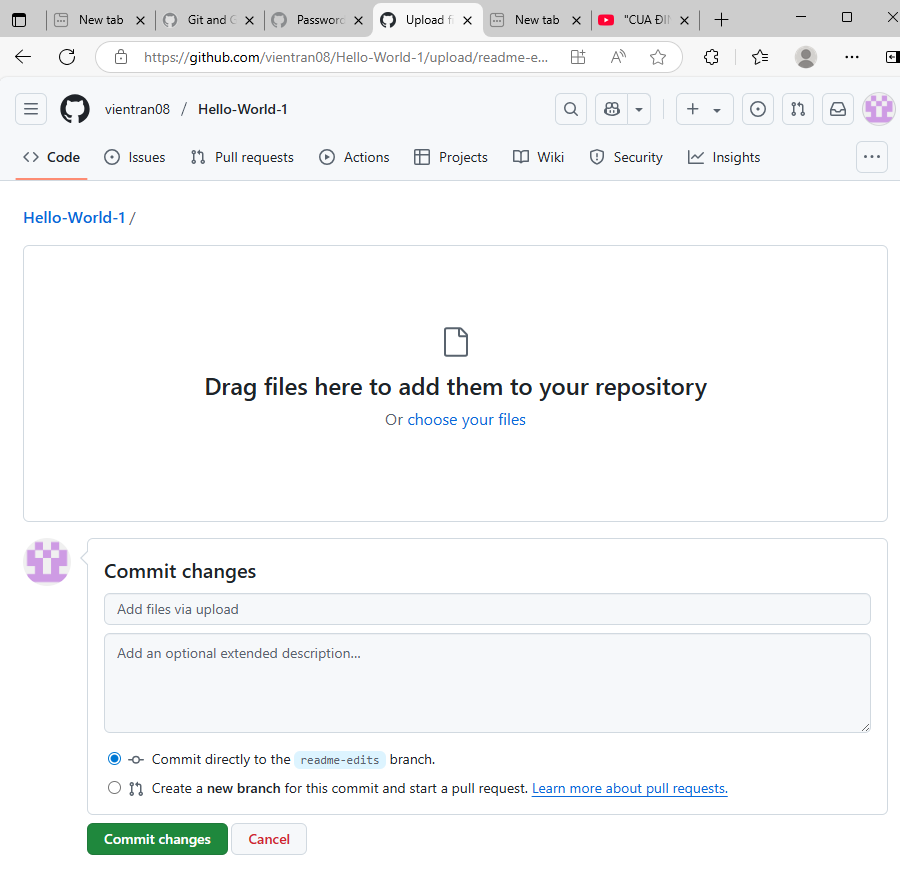 New tab
Git and G
Password
Upload fi
New tab
"CUA ĐIN
https://github.com/vientran08/Hello-World-1/upload/readme-e...
vientran08 / Hello-World-1
Code Issues Pull requests Actions Projects Wiki Security Insights
Hello-World-1 /
Drag files here to add them to your repository
Or choose your files
Commit changes
Add files via upload
Add an optional extended description...
Commit directly to the readme-edits branch.
Create a new branch for this commit and start a pull request. Learn more about pull requests.
Commit changes Cancel